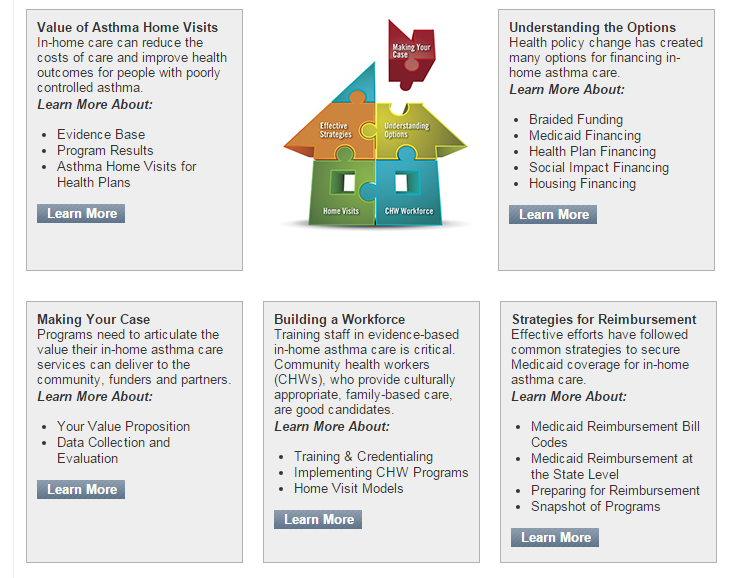 Value of Asthma Home Visits
In-home care can reduce the
costs of care and improve health
outcomes for people with poorly
controlled asthma.
Learn More About:
• Evidence Base
• Program Results
• Asthma Home Visits for
Health Plans
Learn More
Making Your
Case
Effective
Strategies
Understanding
Options
Home Visits
CHW Workforce
Understanding the Options
Health policy change has created
many options for financing in-
home asthma care.
Learn More About:
• Braided Funding
• Medicaid Financing
• Health Plan Financing
• Social Impact Financing
• Housing Financing
Learn More
Making Your Case
Programs need to articulate the
value their in-home asthma care
services can deliver to the
community, funders and partners.
Learn More About:
• Your Value Proposition
• Data Collection and
Evaluation
Learn More
Building a Workforce
Training staff in evidence-based
in-home asthma care is critical.
Community health workers
(CHWs), who provide culturally
appropriate, family-based care,
are good candidates.
Learn More About:
• Training & Credentialing
• Implementing CHW Programs
• Home Visit Models
Learn More
Strategies for Reimbursement
Effective efforts have followed
common strategies to secure
Medicaid coverage for in-home
asthma care.
Learn More About:
• Medicaid Reimbursement Bill
Codes
• Medicaid Reimbursement at
the State Level
• Preparing for Reimbursement
• Snapshot of Programs
Learn More